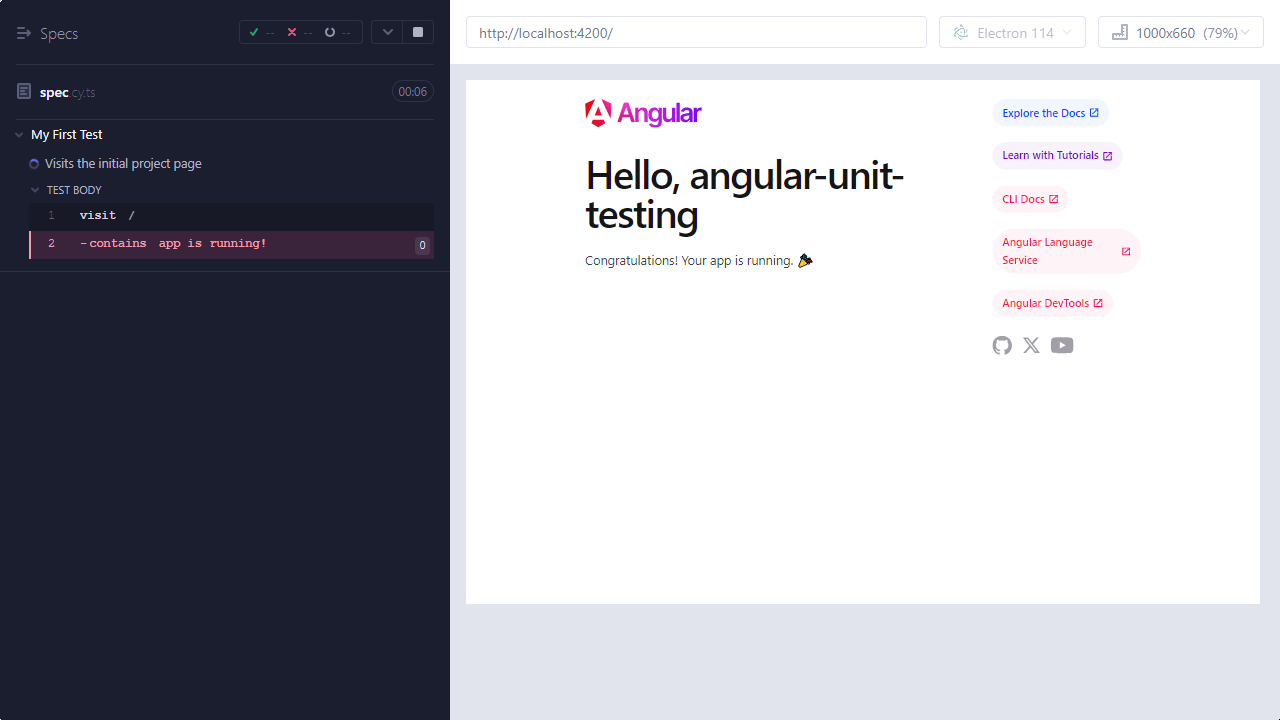 Specs
-- -- --
http://localhost:4200/
Electron 114
1000x660 (79%)
spec.cy.ts
00:06
My First Test
Visits the initial project page
TEST BODY
1 visit /
2 -contains app is running! 0
Angular
Hello, angular-unit-
testing
Congratulations! Your app is running. 🎉
Explore the Docs
Learn with Tutorials
CLI Docs
Angular Language
Service
Angular DevTools